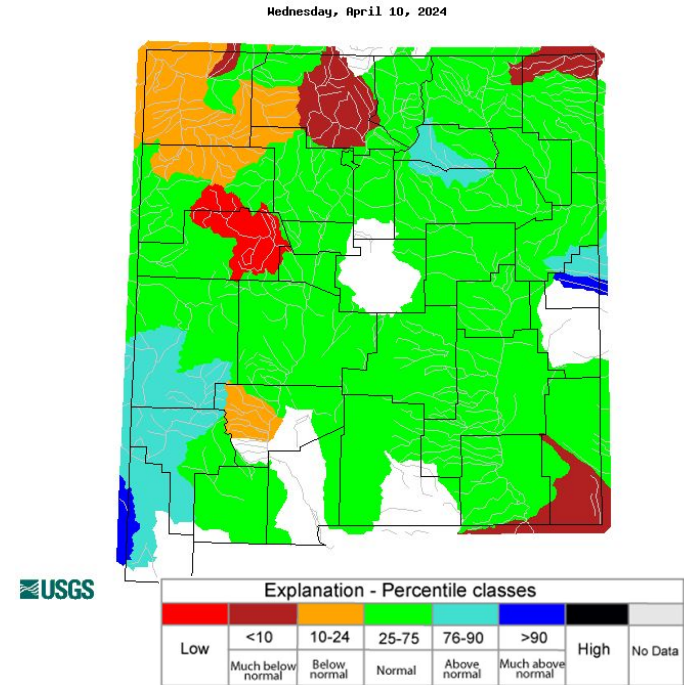 Wednesday, April 10, 2024
USGS
Explanation - Percentile classes
Low
<10
10-24
25-75
76-90
>90
High
No Data
Much below normal
Below normal
Normal
Above normal
Much above normal